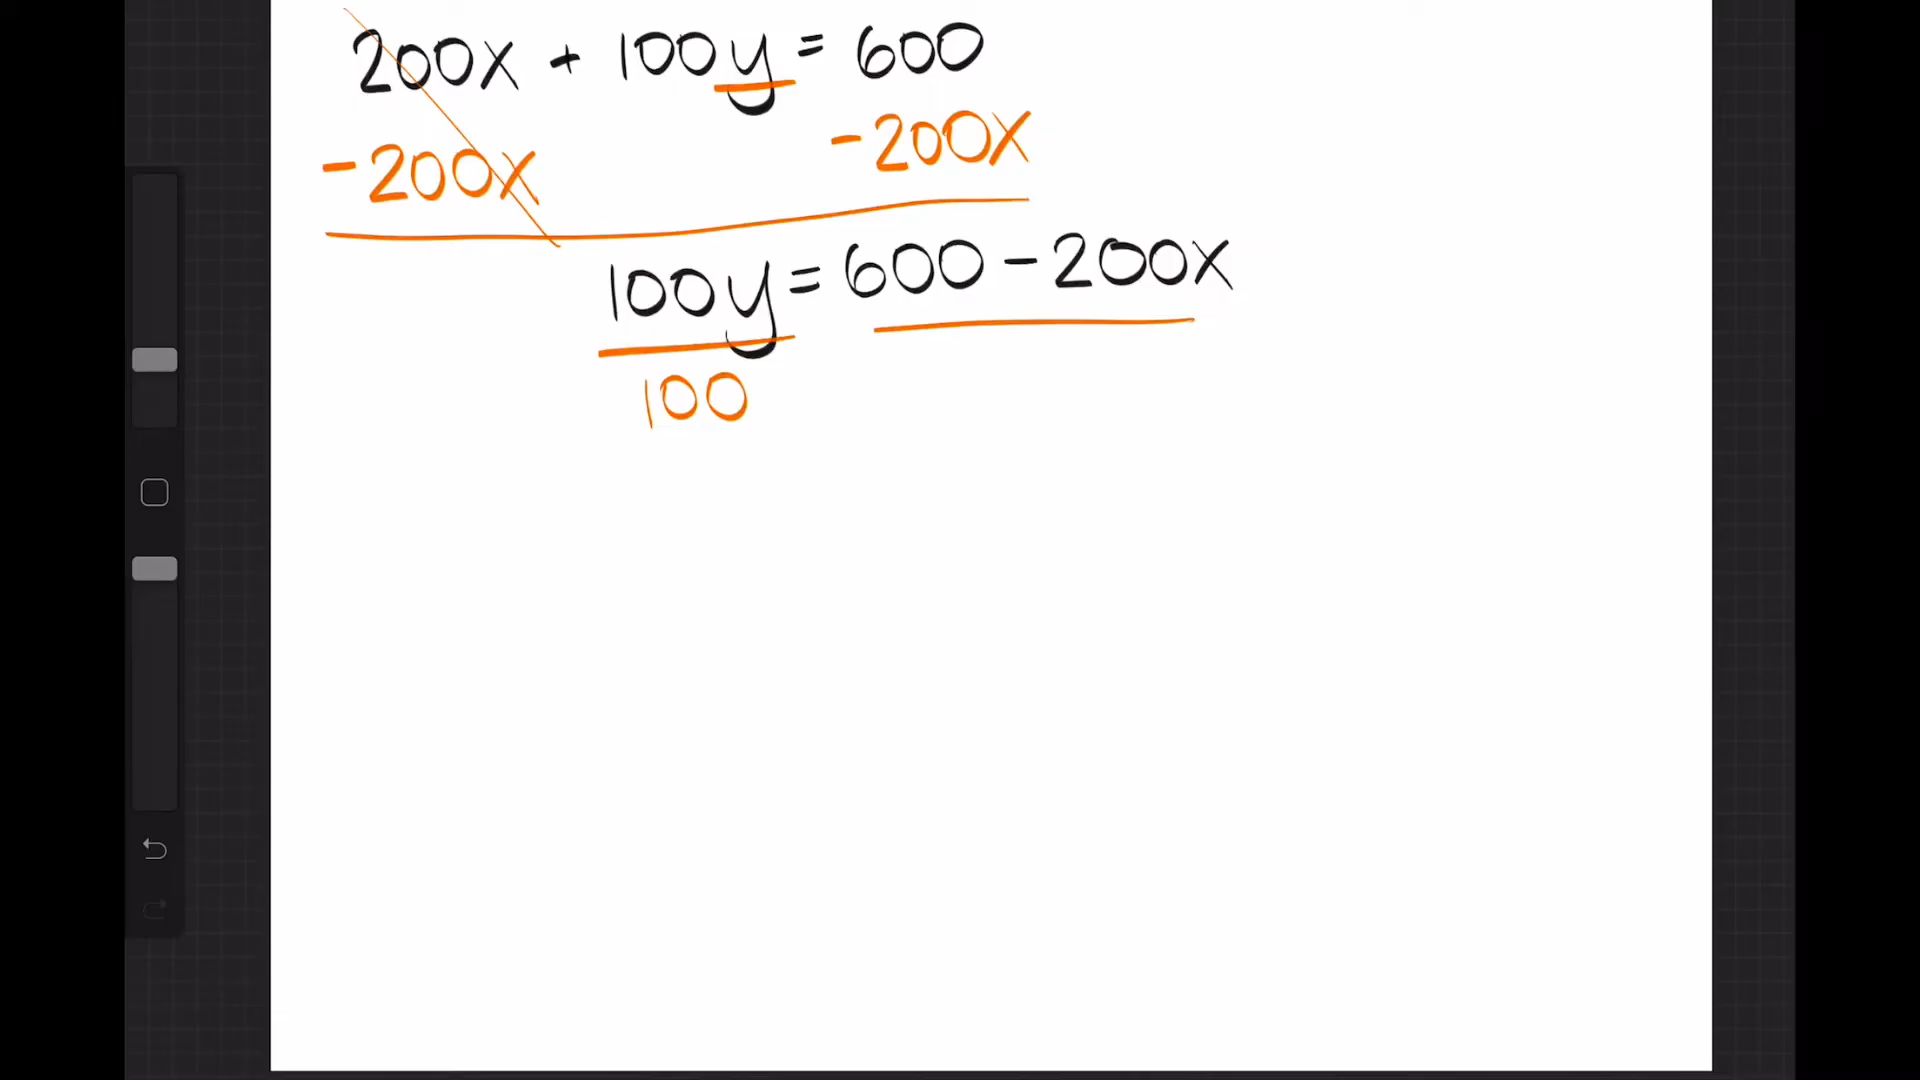 200x + 100y = 600
-200x -200x
100y = 600 - 200x
100